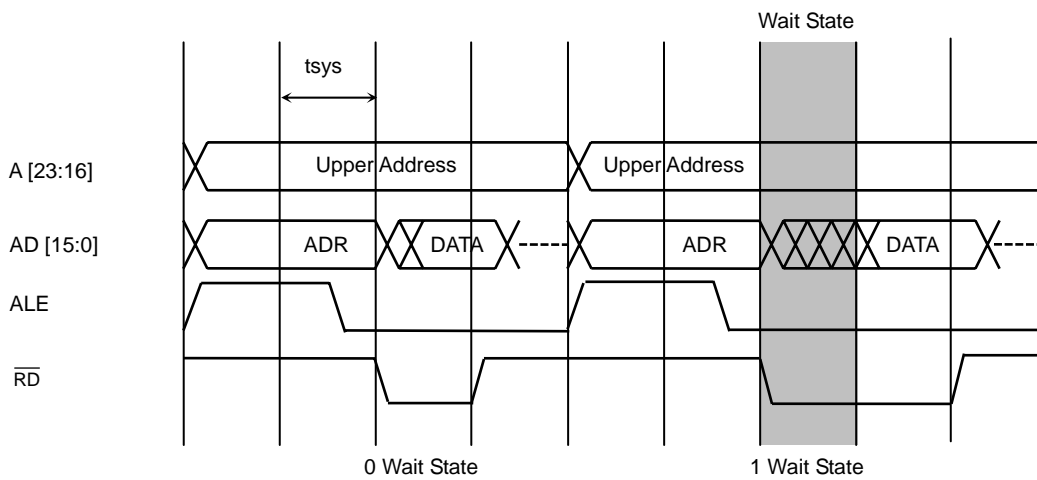 Wait State
tsys
A [23:16]
Upper Address
Upper Address
AD [15:0]
ADR
DATA
ADR
DATA
ALE
RD
0 Wait State
1 Wait State